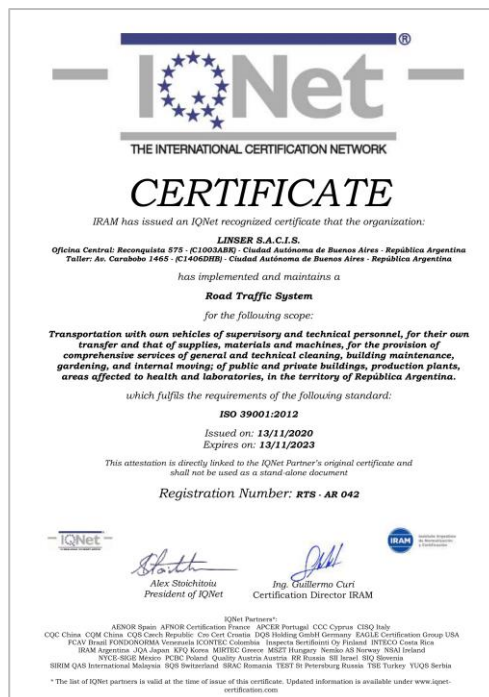 ®
IQNet
THE INTERNATIONAL CERTIFICATION NETWORK
CERTIFICATE
IRAM has issued an IQNet recognized certificate that the organization:
LINSER S.A.C.I.S.
Oficina Central: Reconquista 575 - (C1003ABK) - Ciudad Autónoma de Buenos Aires - República Argentina
Taller: Av. Carabobo 1465 - (C1406DHB) - Ciudad Autónoma de Buenos Aires - República Argentina
has implemented and maintains a
Road Traffic System
for the following scope:
Transportation with own vehicles of supervisory and technical personnel, for their own
transfer and that of supplies, materials and machines, for the provision of
comprehensive services of general and technical cleaning, building maintenance,
gardening, and internal moving; of public and private buildings, production plants,
areas affected to health and laboratories, in the territory of República Argentina.
which fulfils the requirements of the following standard:
ISO 39001:2012
Issued on: 13/11/2020
Expires on: 13/11/2023
This attestation is directly linked to the IQNet Partner's original certificate and
shall not be used as a stand-alone document
Registration Number: RTS - AR 042
IQNet
IRAM
Instituto Argentino
de Normalización
y Certificación
Alex Stoichitoiu
President of IQNet
Ing. Guillermo Curi
Certification Director IRAM
IQNet Partners*:
AENOR Spain AFNOR Certification France APCER Portugal CCC Cyprus CISQ Italy
CQC China CQM China CQS Czech Republic Cro Cert Croatia DQS Holding GmbH Germany EAGLE Certification Group USA
FCAV Brazil FONDONORMA Venezuela ICONTEC Colombia Inspecta Sertifiointi Oy Finland INTECO Costa Rica
IRAM Argentina JQA Japan KFQ Korea MIRTEC Greece MSZT Hungary Nemko AS Norway NSAI Ireland
NYCE-SIGE México PCBC Poland Quality Austria Austria RR Russia SII Israel SIQ Slovenia
SIRIM QAS International Malaysia SQS Switzerland SRAC Romania TEST St Petersburg Russia TSE Turkey YUQS Serbia
* The list of IQNet partners is valid at the time of issue of this certificate. Updated information is available under www.iqnet-
certification.com